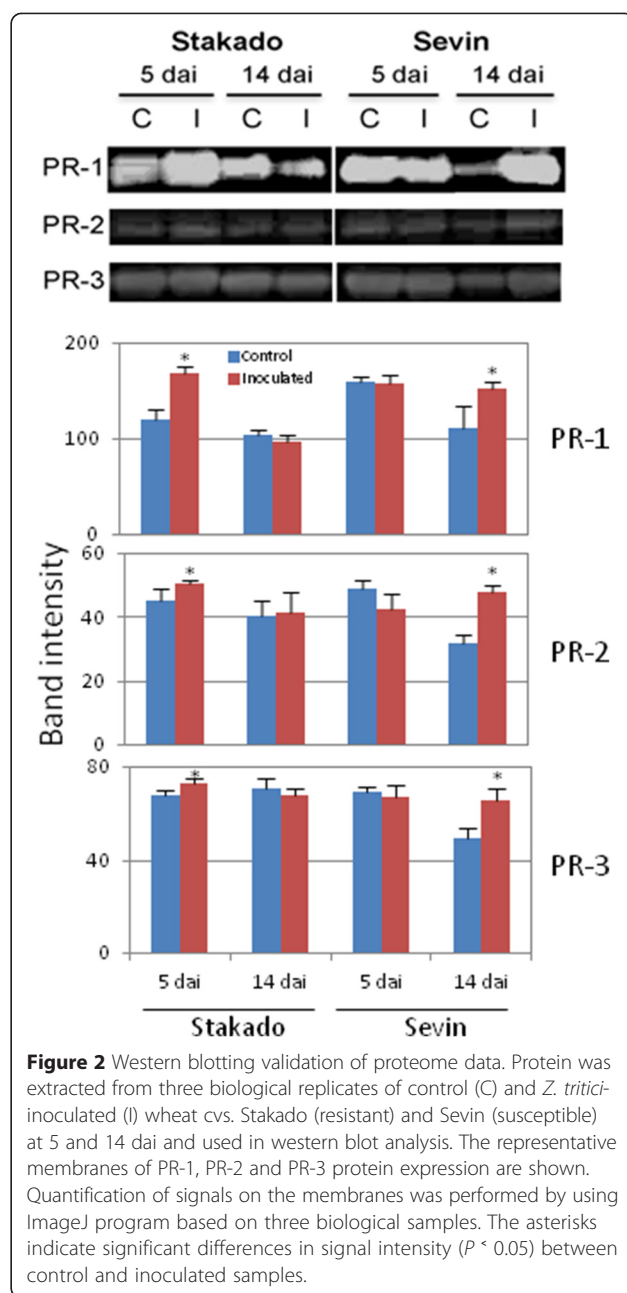 Stakado Sevin
5 dai 14 dai 5 dai 14 dai
C I C I C I C I
PR-1
PR-2
PR-3
200
100
0
* *
Control
Inoculated
PR-1
60
40
20
0
* *
PR-2
80
40
0
* *
PR-3
Band intensity
5 dai 14 dai 5 dai 14 dai
Stakado Sevin
Figure 2 Western blotting validation of proteome data. Protein was
extracted from three biological replicates of control (C) and Z. tritici-
inoculated (I) wheat cvs. Stakado (resistant) and Sevin (susceptible)
at 5 and 14 dai and used in western blot analysis. The representative
membranes of PR-1, PR-2 and PR-3 protein expression are shown.
Quantification of signals on the membranes was performed by using
ImageJ program based on three biological samples. The asterisks
indicate significant differences in signal intensity (P < 0.05) between
control and inoculated samples.